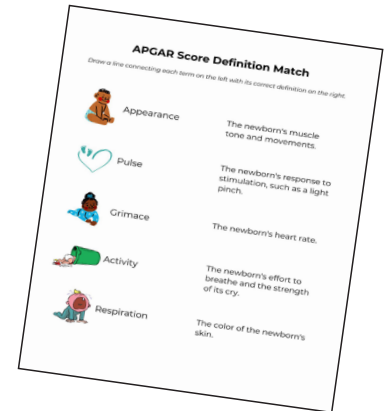 APGAR Score Definition Match
Draw a line connecting each term on the left with its correct definition on the right.
Appearance
The newborn's muscle
tone and movements.
Pulse
The newborn's response to
stimulation, such as a light
pinch.
Grimace
The newborn's heart rate.
Activity
The newborn's effort to
breathe and the strength
of its cry.
Respiration
The color of the newborn's
skin.